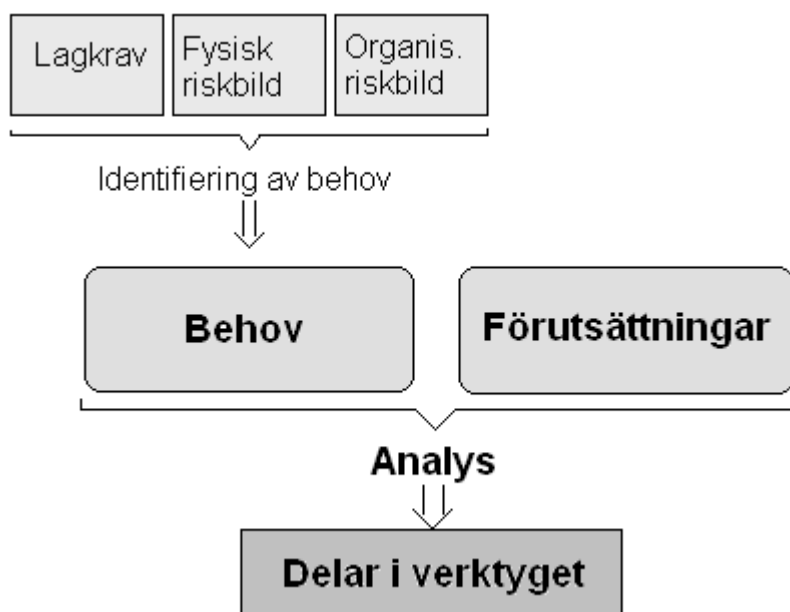 Lagkrav
Fysisk
riskbild
Organis.
riskbild
Identifiering av behov
Behov
Förutsättningar
Analys
Delar i verktyget